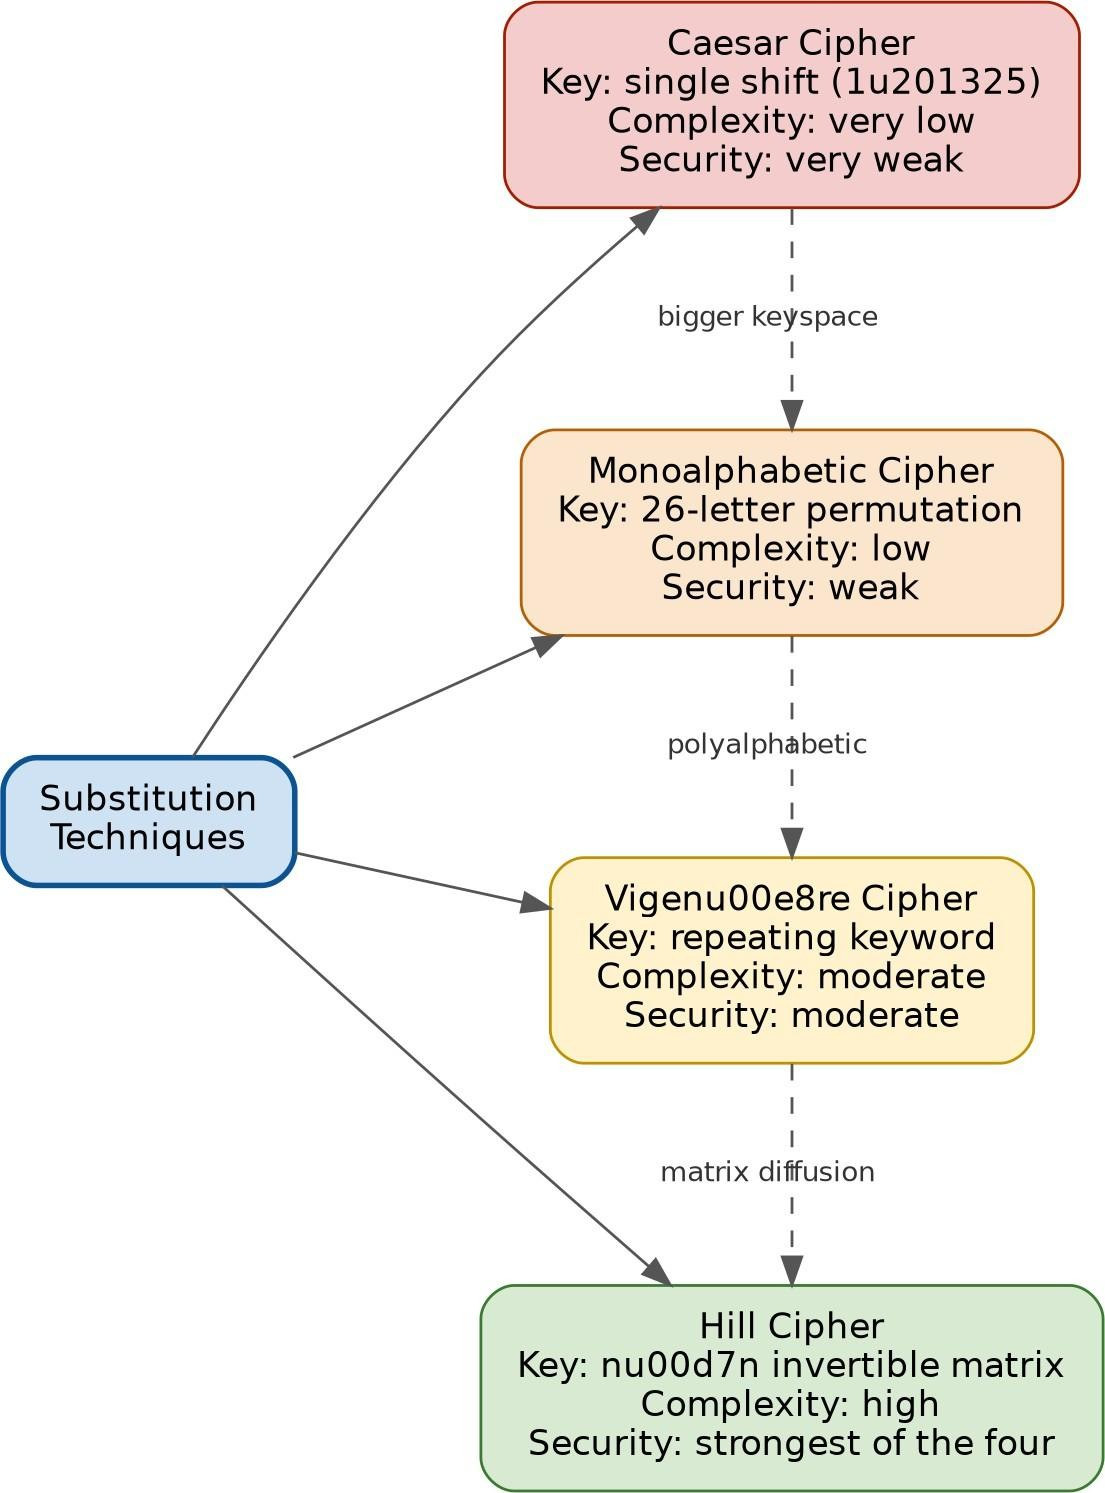 Caesar Cipher
Key: single shift (1u201325)
Complexity: very low
Security: very weak
bigger keyspace
Monoalphabetic Cipher
Key: 26-letter permutation
Complexity: low
Security: weak
polyalphabetic
Substitution
Techniques
Vigenu00e8re Cipher
Key: repeating keyword
Complexity: moderate
Security: moderate
matrix diffusion
Hill Cipher
Key: nu00d7n invertible matrix
Complexity: high
Security: strongest of the four